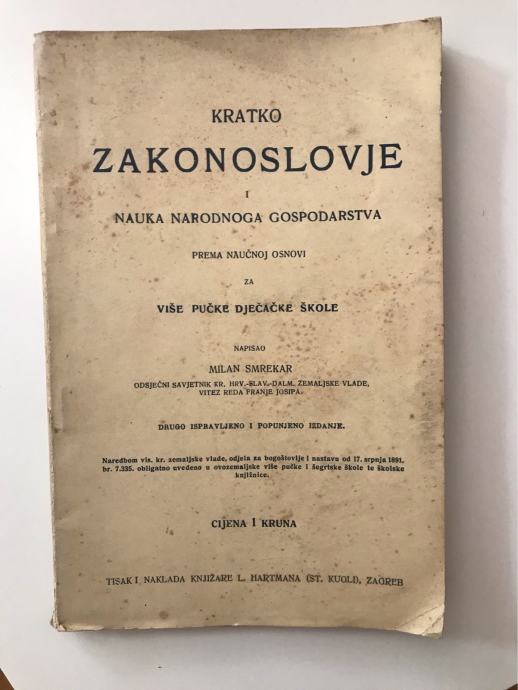 KRATKO
ZAKONOSLOVJE
I
NAUKA NARODNOGA GOSPODARSTVA
PREMA NAUČNOJ OSNOVI
ZA
VIŠE PUČKE DJEČAČKE ŠKOLE
NAPISAO
MILAN SMREKAR
ODSJEČNI SAVJETNIK KR. HRV.-SLAV.-DALM. ZEMALJSKE VLADE,
VITEZ REDA FRANJE JOSIPA.
DRUGO ISPRAVLJENO I POPUNJENO IZDANJE.
Naredbom vis. kr. zemaljske vlade, odjela za bogoštovlje i nastavu od 17. srpnja 1891.
br. 7.335. obligatno uvedeno u ovozemaljske više pučke i šegrtske škole te školske
knjižnice.
CIJENA 1 KRUNA
TISAK I NAKLADA KNJIŽARE L. HARTMANA (ST. KUGLI), ZAGREB